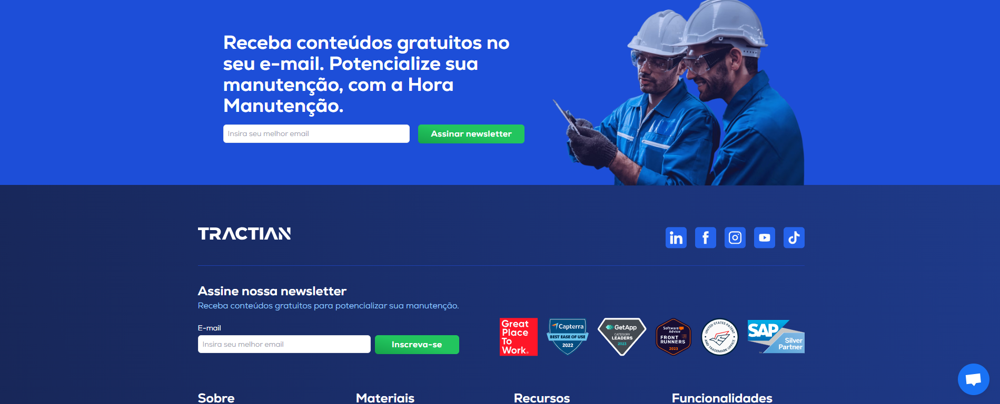 Receba conteúdos gratuitos no
seu e-mail. Potencialize sua
manutenção, com a Hora
Manutenção.
Insira seu melhor email
Assinar newsletter
TRACTIAN
in
f
Assine nossa newsletter
Receba conteúdos gratuitos para potencializar sua manutenção.
E-mail
Insira seu melhor email
Inscreva-se
Great
Place
To
Work®
Capterra
BEST EASE OF USE
2022
GetApp
CATEGORY
LEADERS
2023
Software
Advice
FRONT
RUNNERS
2023
UNITED STATES PATENT
AND TRADEMARK OFFICE
SAP
Silver
Partner
Sobre
Materiais
Recursos
Funcionalidades